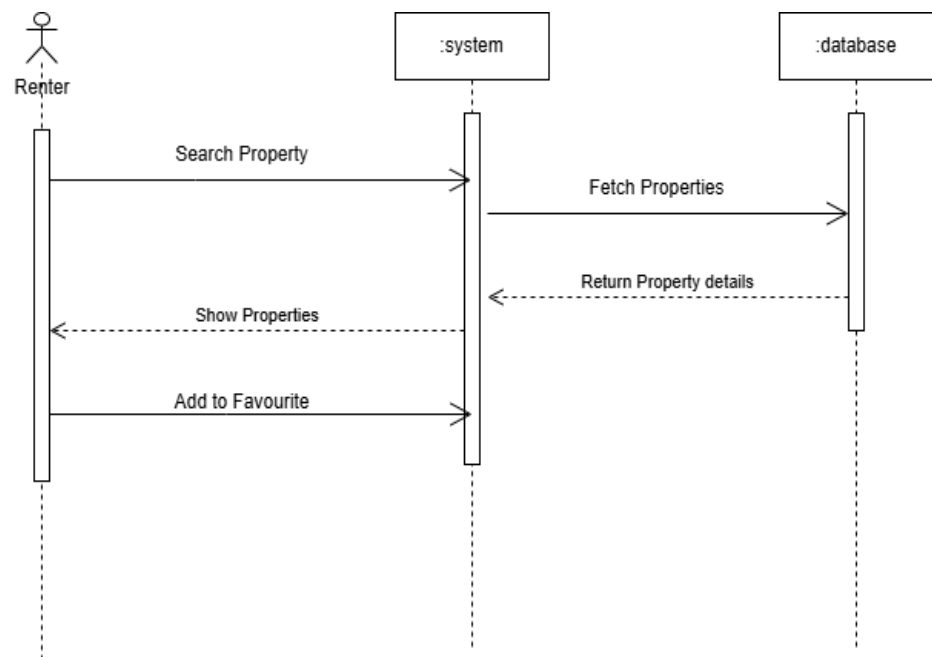 :system
:database
Renter
Search Property
Fetch Properties
Return Property details
Show Properties
Add to Favourite